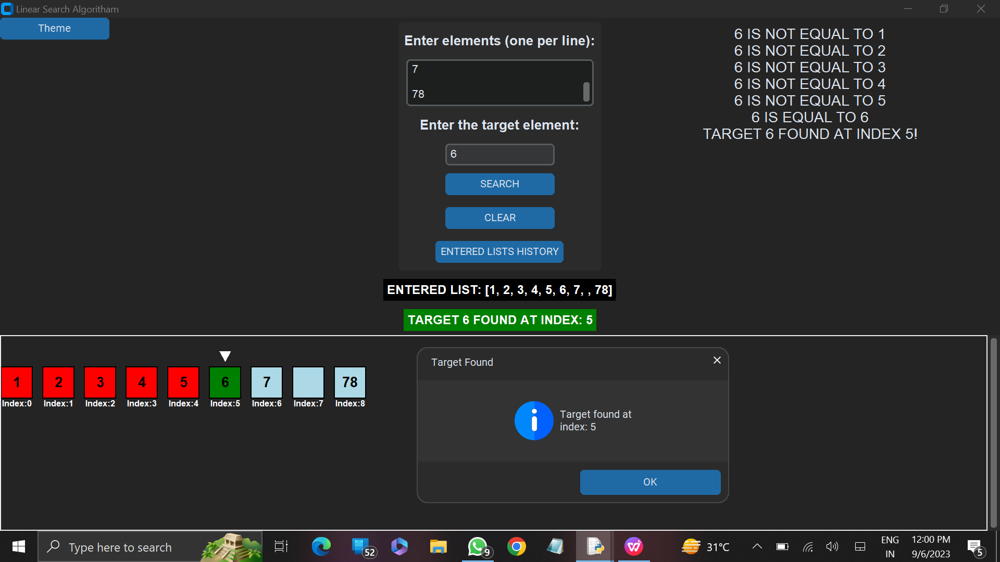 Linear Search Algoritham
Theme
Enter elements (one per line):
7
78
Enter the target element:
6
SEARCH
CLEAR
ENTERED LISTS HISTORY
6 IS NOT EQUAL TO 1
6 IS NOT EQUAL TO 2
6 IS NOT EQUAL TO 3
6 IS NOT EQUAL TO 4
6 IS NOT EQUAL TO 5
6 IS EQUAL TO 6
TARGET 6 FOUND AT INDEX 5!
ENTERED LIST: [1, 2, 3, 4, 5, 6, 7, , 78]
TARGET 6 FOUND AT INDEX: 5
1 2 3 4 5 6 7 78
Index:0 Index:1 Index:2 Index:3 Index:4 Index:5 Index:6 Index:7 Index:8
Target Found
Target found at
index: 5
OK
Type here to search
52
9
31°C
ENG
IN
12:00 PM
9/6/2023
5